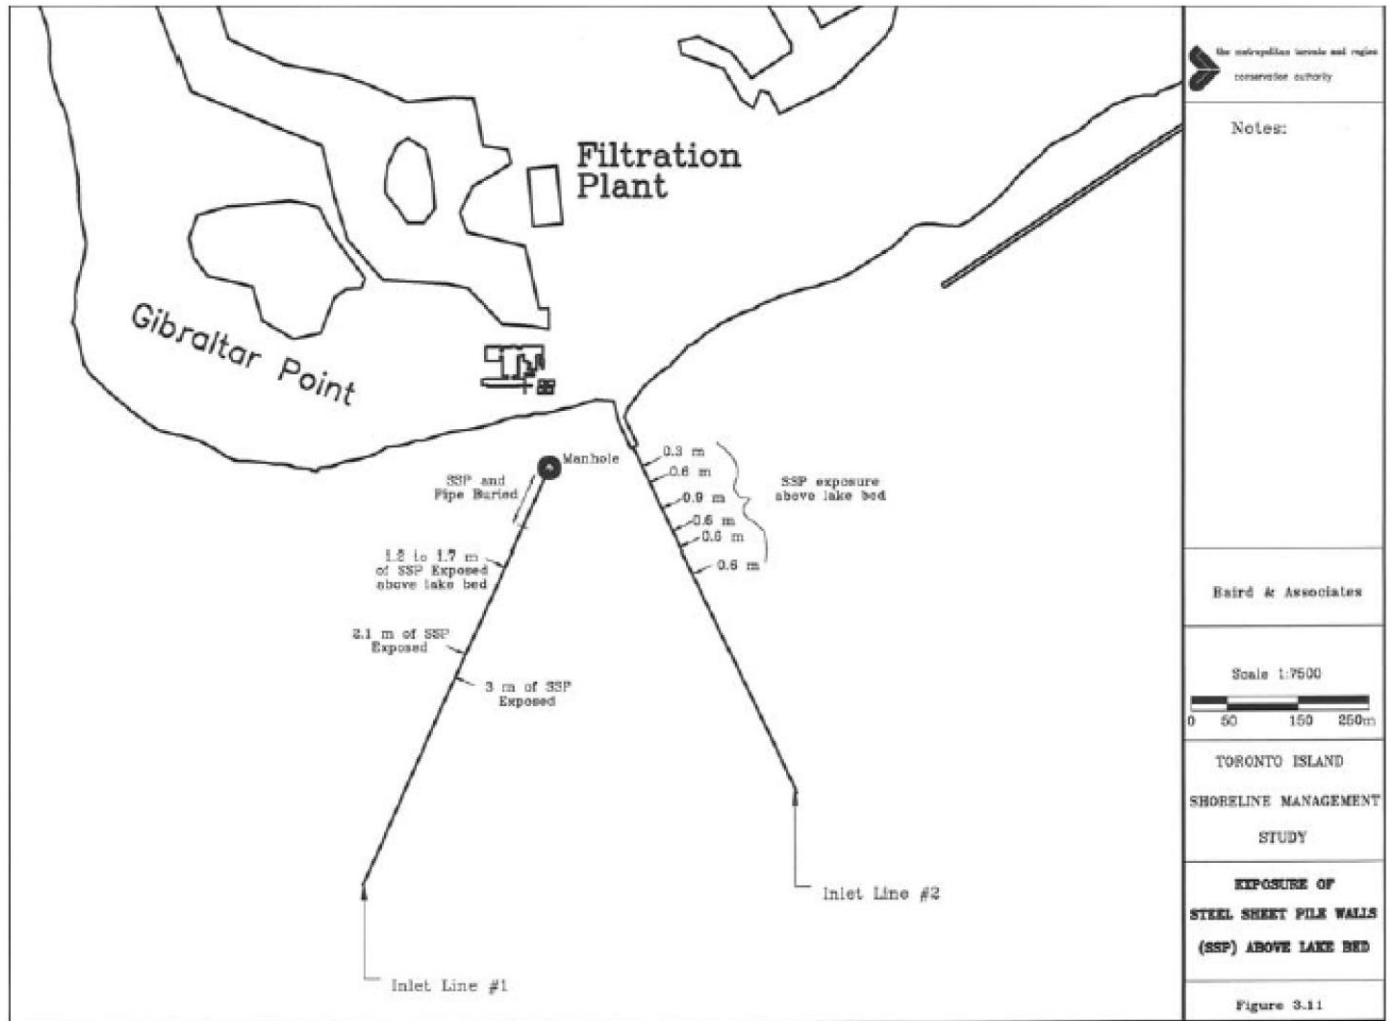 Filtration
Plant
Gibraltar Point
Manhole
SSP and
Pipe Buried
1.2 to 1.7 m
of SSP Exposed
above lake bed
2.1 m of SSP
Exposed
3 m of SSP
Exposed
0.3 m
0.6 m
0.9 m
0.6 m
0.6 m
0.6 m
SSP exposure
above lake bed
Inlet Line #1
Inlet Line #2
the metropolitan toronto and region
conservation authority
Notes:
Baird & Associates
Scale 1:7500
0 50 150 250m
TORONTO ISLAND
SHORELINE MANAGEMENT
STUDY
EXPOSURE OF
STEEL SHEET PILE WALLS
(SSP) ABOVE LAKE BED
Figure 3.11